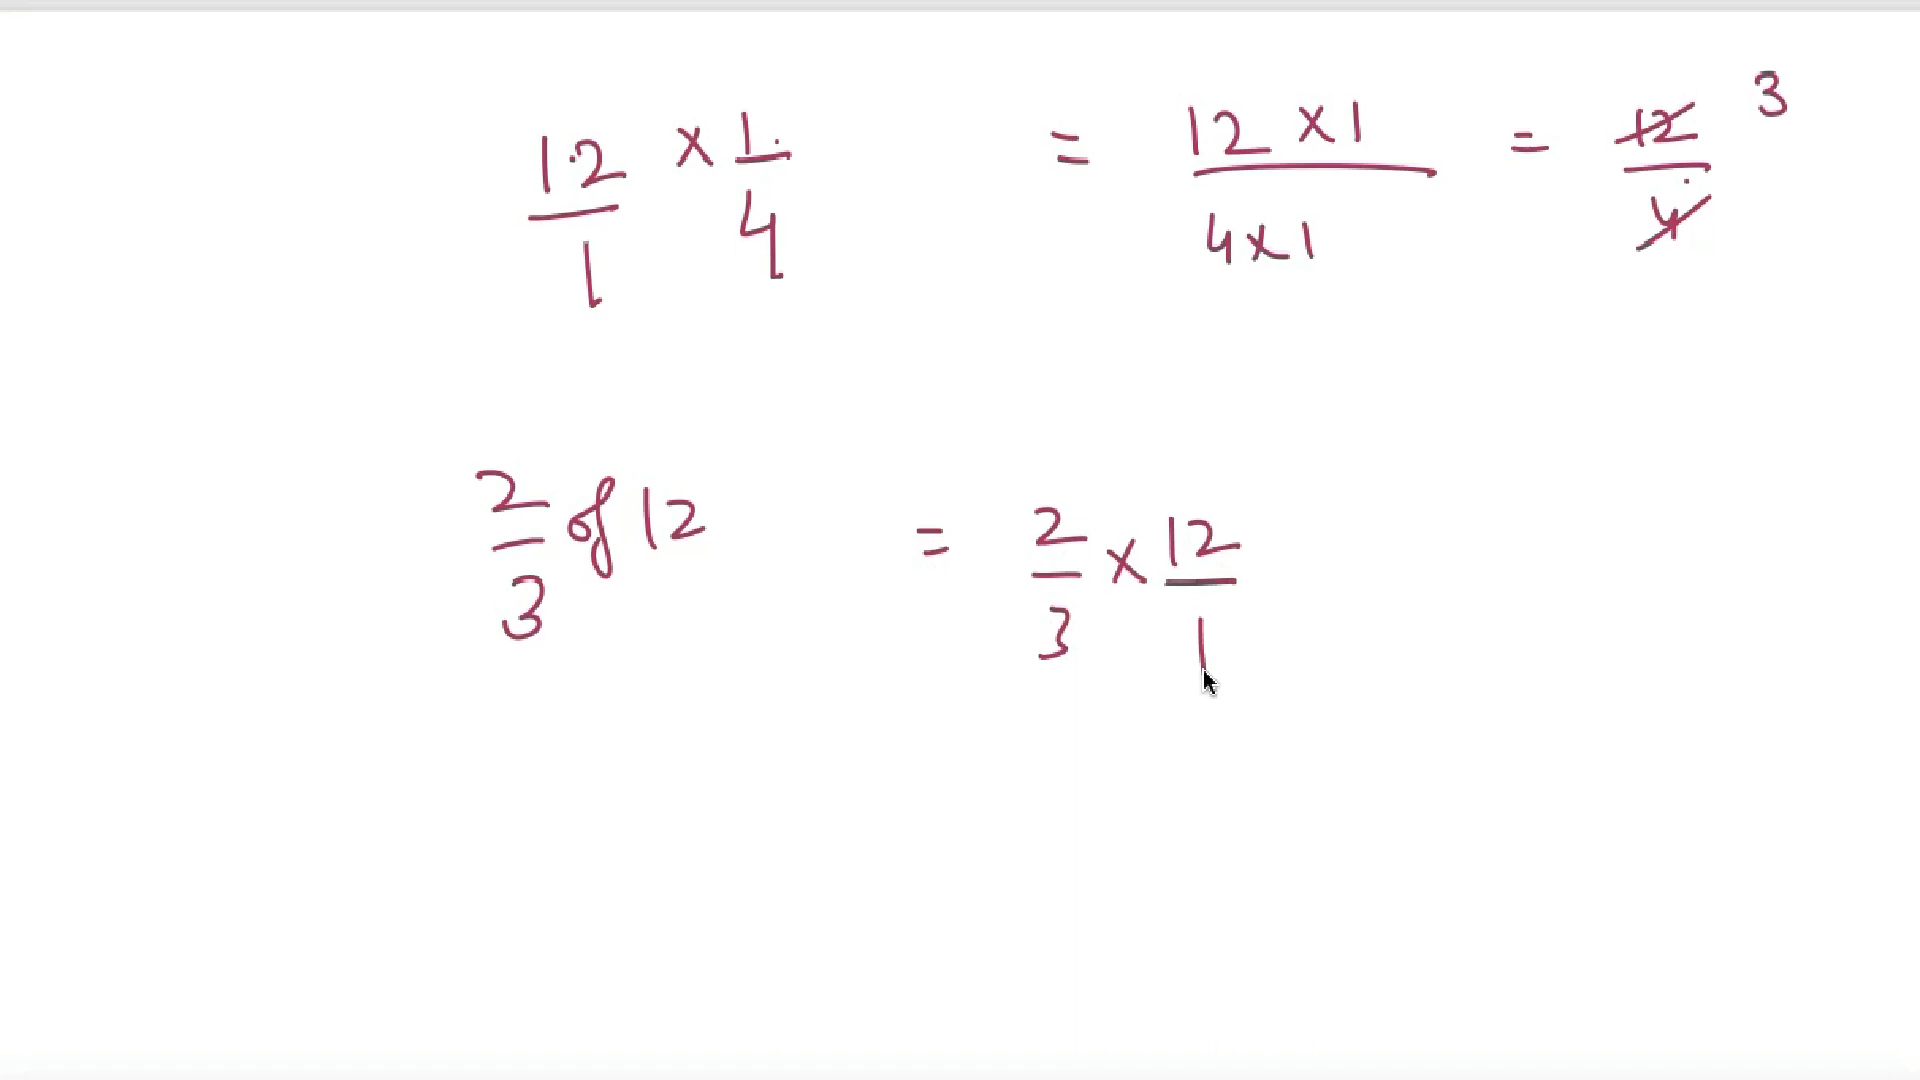 12/1 × 1/4 = 12 × 1 / 4 × 1 = 12/4 3
2/3 of 12 = 2/3 × 12/1